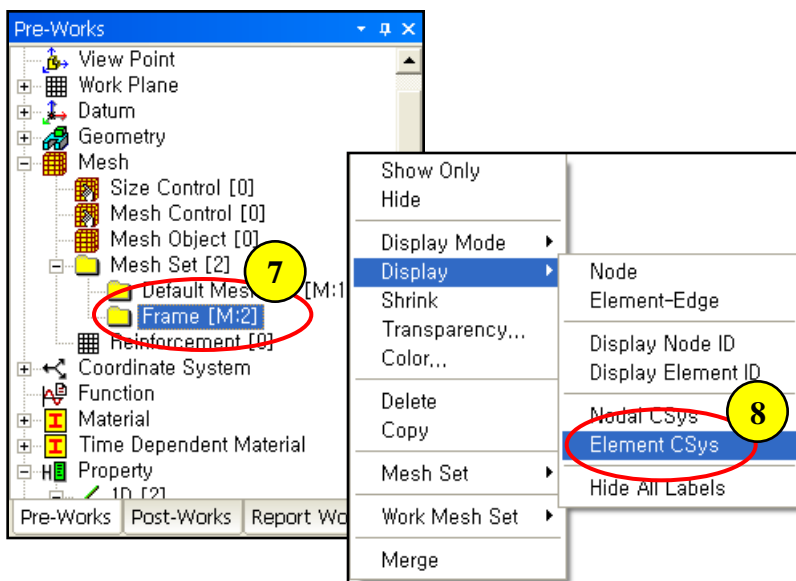 Pre-Works
View Point
Work Plane
Datum
Geometry
Mesh
Size Control [0]
Mesh Control [0]
Mesh Object [0]
Mesh Set [2]
7
Default Mesh [M:1
Frame [M:2]
Reinforcement [0]
Coordinate System
Function
Material
Time Dependent Material
Property
1D [2]
Pre-Works Post-Works Report Wo
Show Only
Hide
Display Mode
Display
Shrink
Transparency...
Color...
Delete
Copy
Mesh Set
Work Mesh Set
Merge
Node
Element-Edge
Display Node ID
Display Element ID
Nodal CSys
8
Element CSys
Hide All Labels